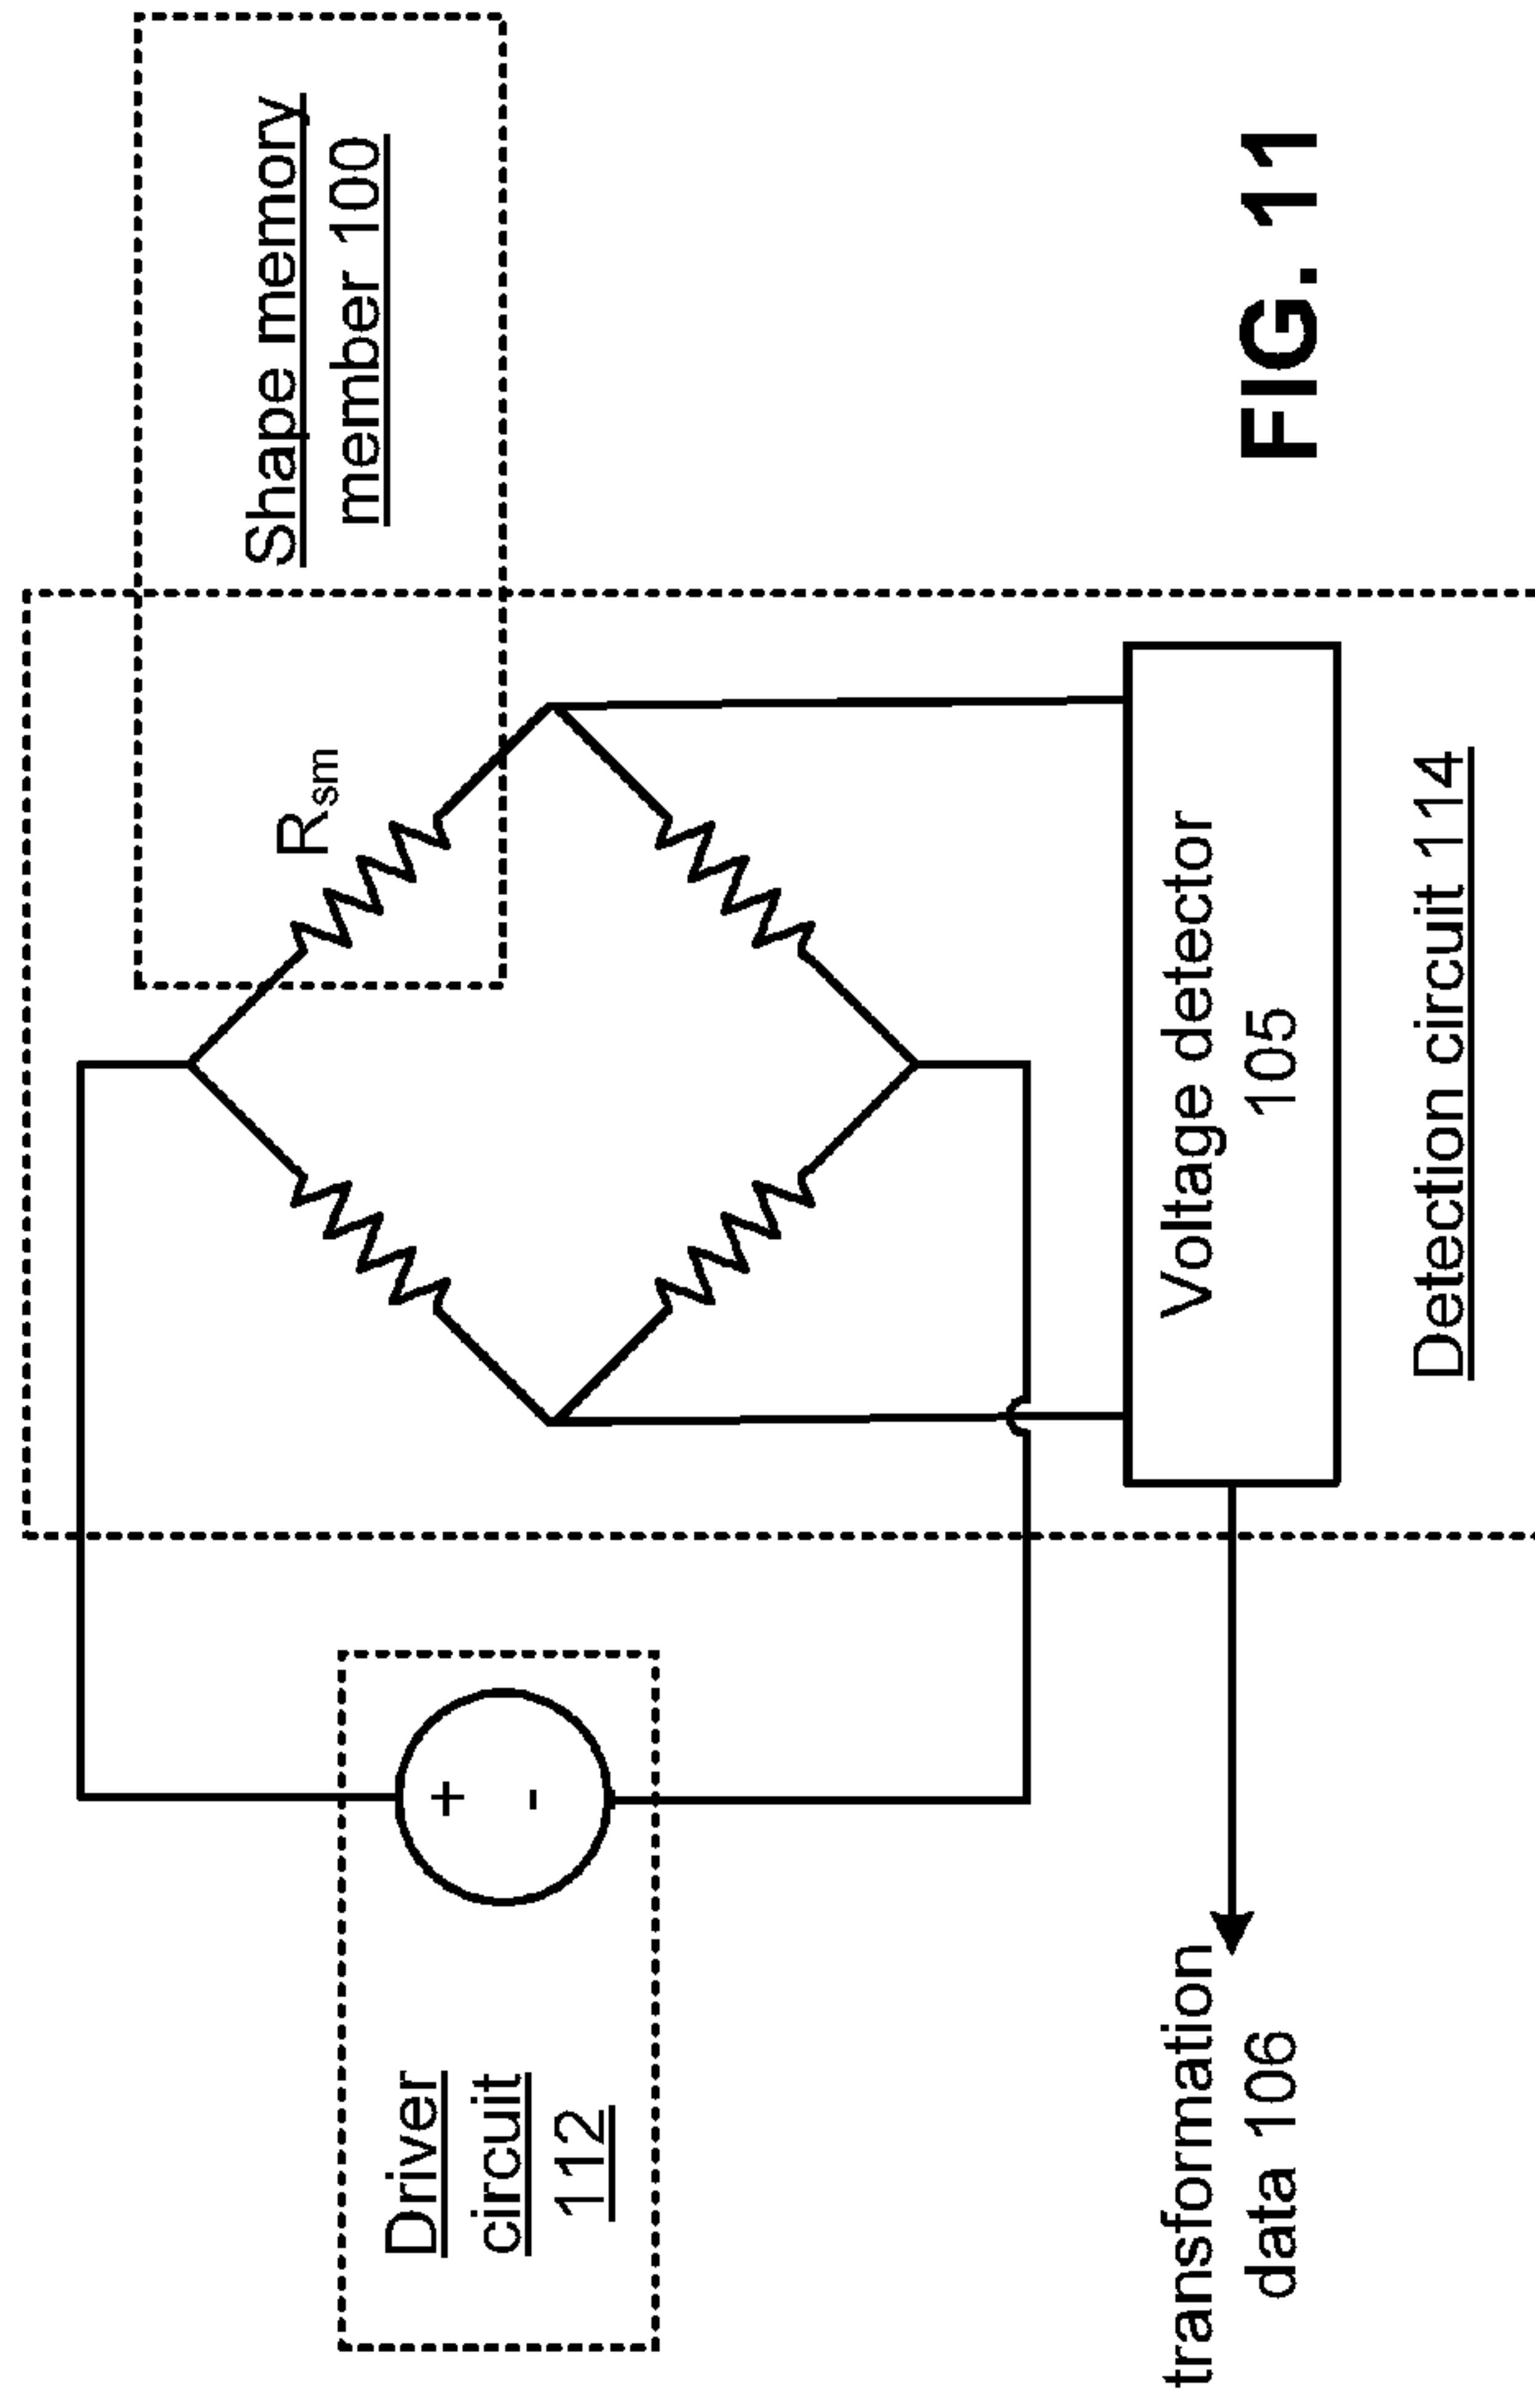 Shape memory
member 100
R_sm
Driver
circuit
112
+
-
Voltage detector
105
transformation
data 106
Detection circuit 114
FIG. 11